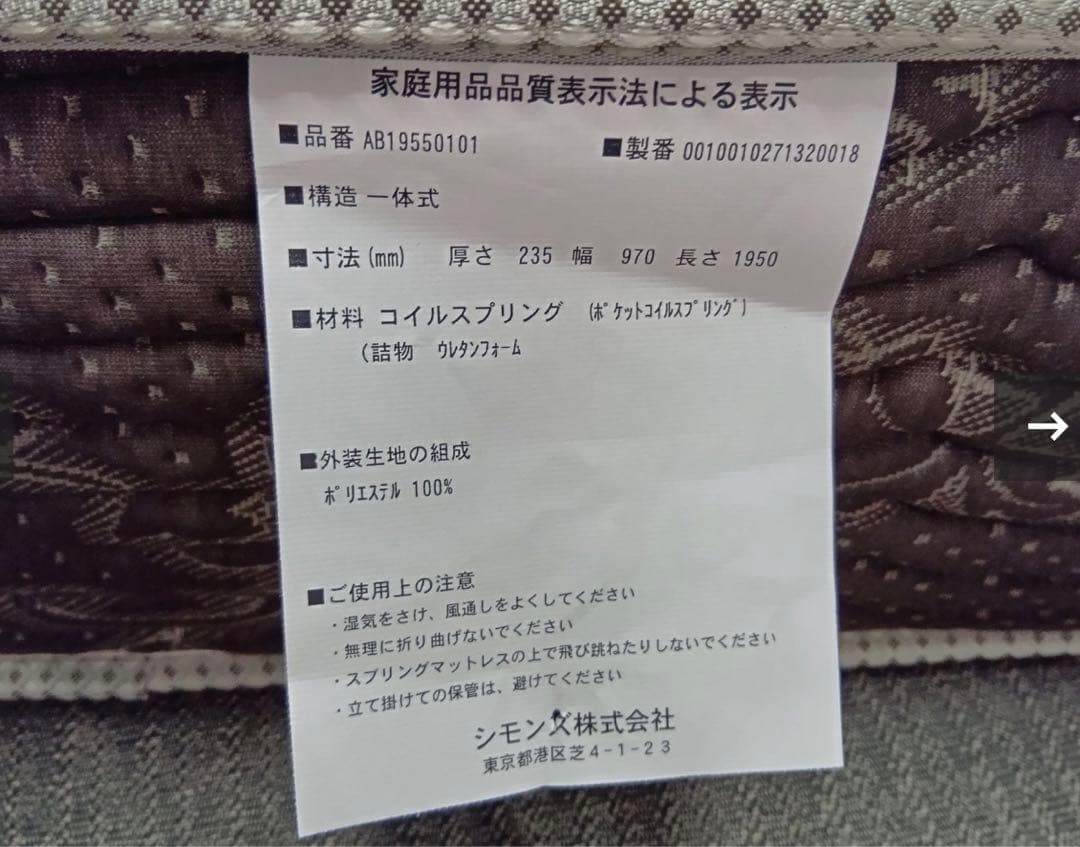 家庭用品品質表示法による表示
■品番 AB19550101 ■製番 0010010271320018
■構造 一体式
■寸法(mm) 厚さ 235 幅 970 長さ 1950
■材料 コイルスプリング (ﾎﾟｹｯﾄｺｲﾙｽﾌﾟﾘﾝｸﾞ)
(詰物 ｳﾚﾀﾝﾌｫｰﾑ
■外装生地の組成
ﾎﾟﾘｴｽﾃﾙ 100%
■ご使用上の注意
・湿気をさけ、風通しをよくしてください
・無理に折り曲げないでください
・スプリングマットレスの上で飛び跳ねたりしないでください
・立て掛けての保管は、避けてください
シモンズ株式会社
東京都港区芝4-1-23